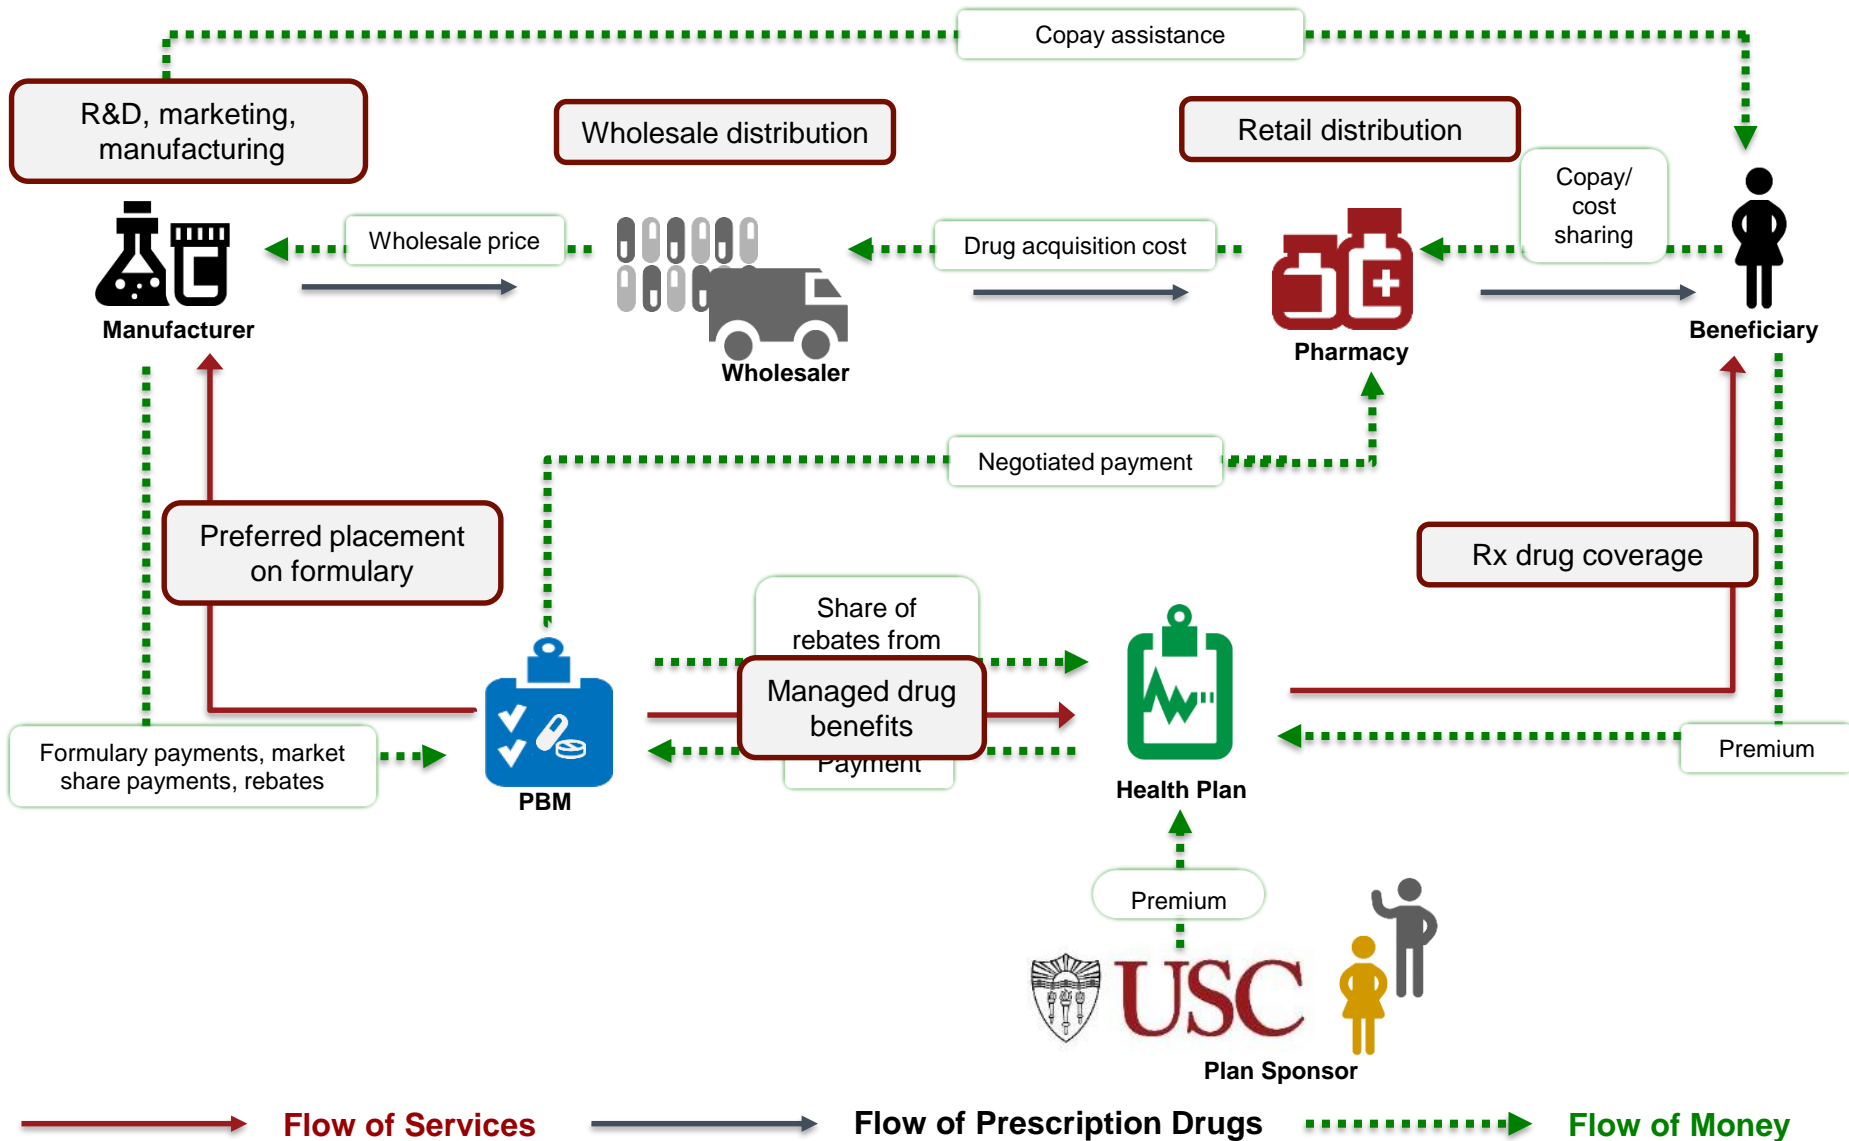 Copay assistance
R&D, marketing,
manufacturing
Wholesale distribution
Retail distribution
Copay/
cost
sharing
Wholesale price
Drug acquisition cost
Manufacturer
Wholesaler
Pharmacy
Beneficiary
Negotiated payment
Preferred placement
on formulary
Rx drug coverage
Share of
rebates from
Managed drug
benefits
Payment
Formulary payments, market
share payments, rebates
Premium
PBM
Health Plan
Premium
USC
Plan Sponsor
Flow of Services
Flow of Prescription Drugs
Flow of Money